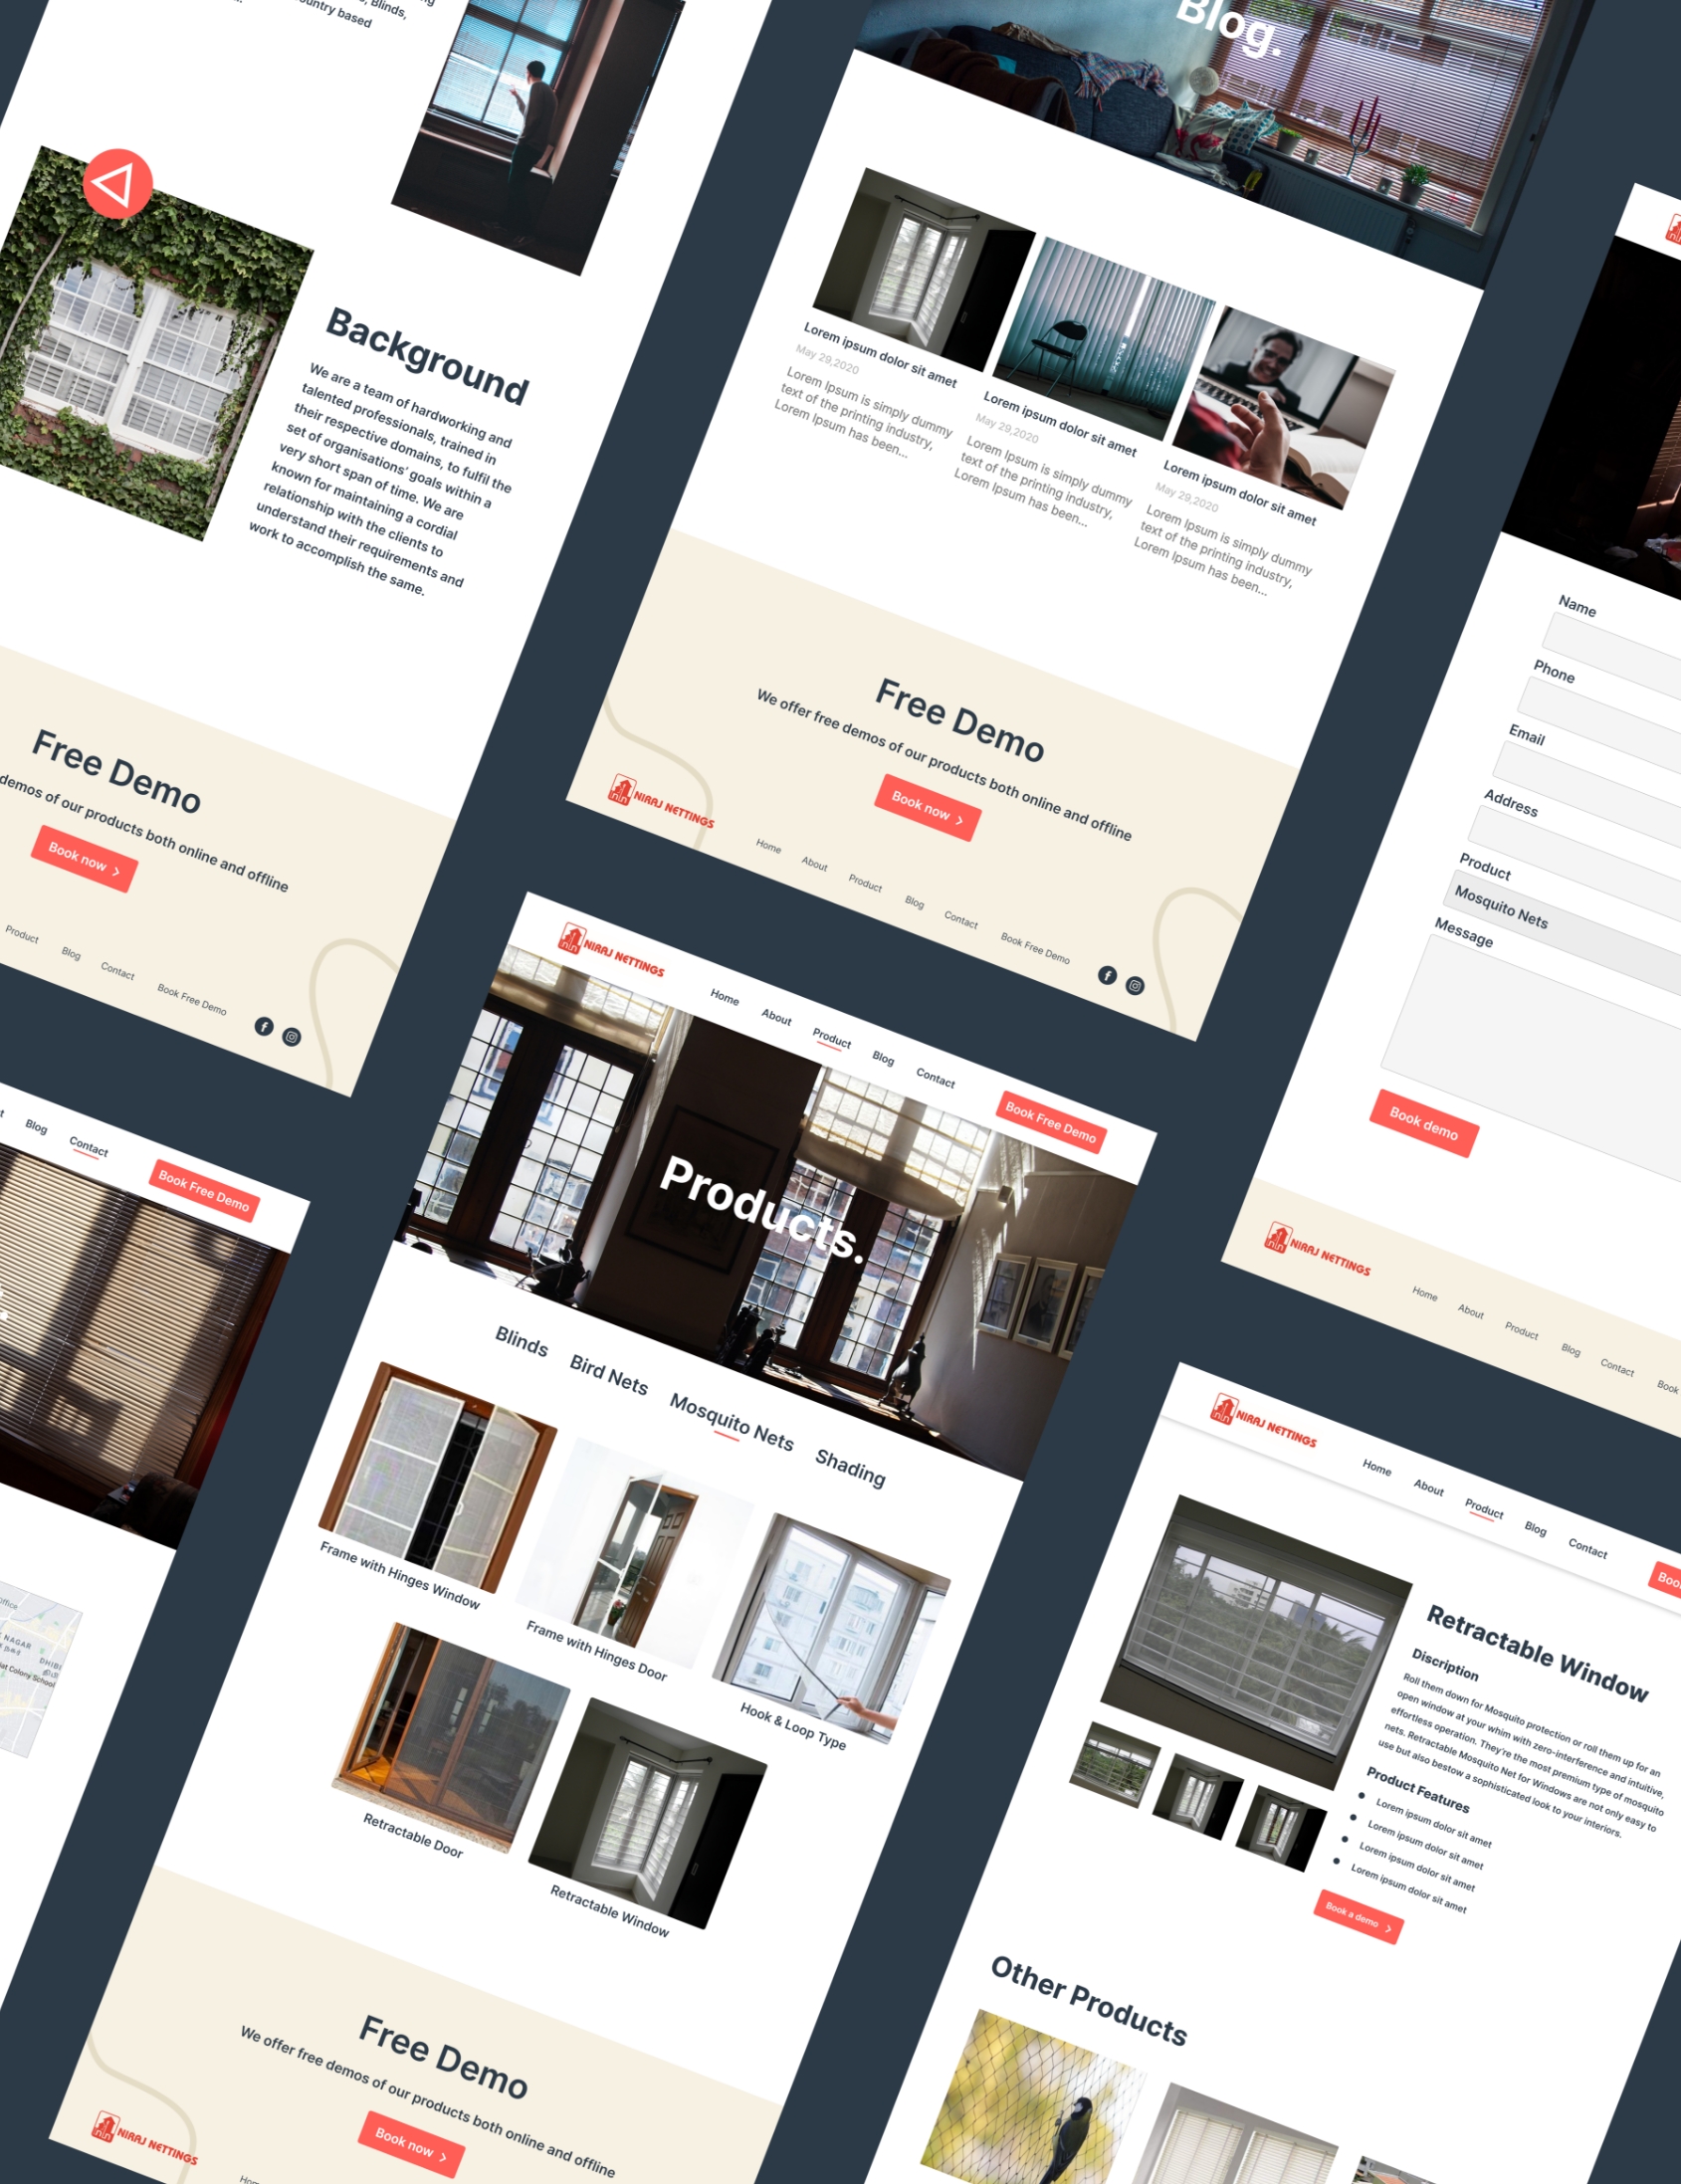 Blinds,
country based
Background
We are a team of hardworking and
talented professionals, trained in
their respective domains, to fulfil the
set of organisations' goals within a
very short span of time. We are
known for maintaining a cordial
relationship with the clients to
understand their requirements and
work to accomplish the same.
Free Demo
demos of our products both online and offline
Book now
Product
Blog
Contact
Book Free Demo
Blog
Contact
Book Free Demo
NAGAR
Colony School
Blog.
Lorem ipsum dolor sit amet
May 29,2020
Lorem Ipsum is simply dummy
text of the printing industry,
Lorem Ipsum has been...
Lorem ipsum dolor sit amet
May 29,2020
Lorem Ipsum is simply dummy
text of the printing industry,
Lorem Ipsum has been...
Lorem ipsum dolor sit amet
May 29,2020
Lorem Ipsum is simply dummy
text of the printing industry,
Lorem Ipsum has been...
Free Demo
We offer free demos of our products both online and offline
Book now
NIRAJ NETTINGS
Home
About
Product
Blog
Contact
Book Free Demo
NIRAJ NETTINGS
Home
About
Product
Blog
Contact
Book Free Demo
Products.
Blinds
Bird Nets
Mosquito Nets
Shading
Frame with Hinges Window
Frame with Hinges Door
Hook & Loop Type
Retractable Door
Retractable Window
Free Demo
We offer free demos of our products both online and offline
Book now
NIRAJ NETTINGS
Name
Phone
Email
Address
Product
Mosquito Nets
Message
Book demo
NIRAJ NETTINGS
Home
About
Product
Blog
Contact
Book
NIRAJ NETTINGS
Home
About
Product
Blog
Contact
Retractable Window
Discription
Roll them down for Mosquito protection or roll them up for an
open window at your whim with zero-interference and intuitive,
effortless operation. They're the most premium type of mosquito
nets. Retractable Mosquito Net for Windows are not only easy to
use but also bestow a sophisticated look to your interiors.
Product Features
Lorem ipsum dolor sit amet
Lorem ipsum dolor sit amet
Lorem ipsum dolor sit amet
Lorem ipsum dolor sit amet
Book a demo
Other Products